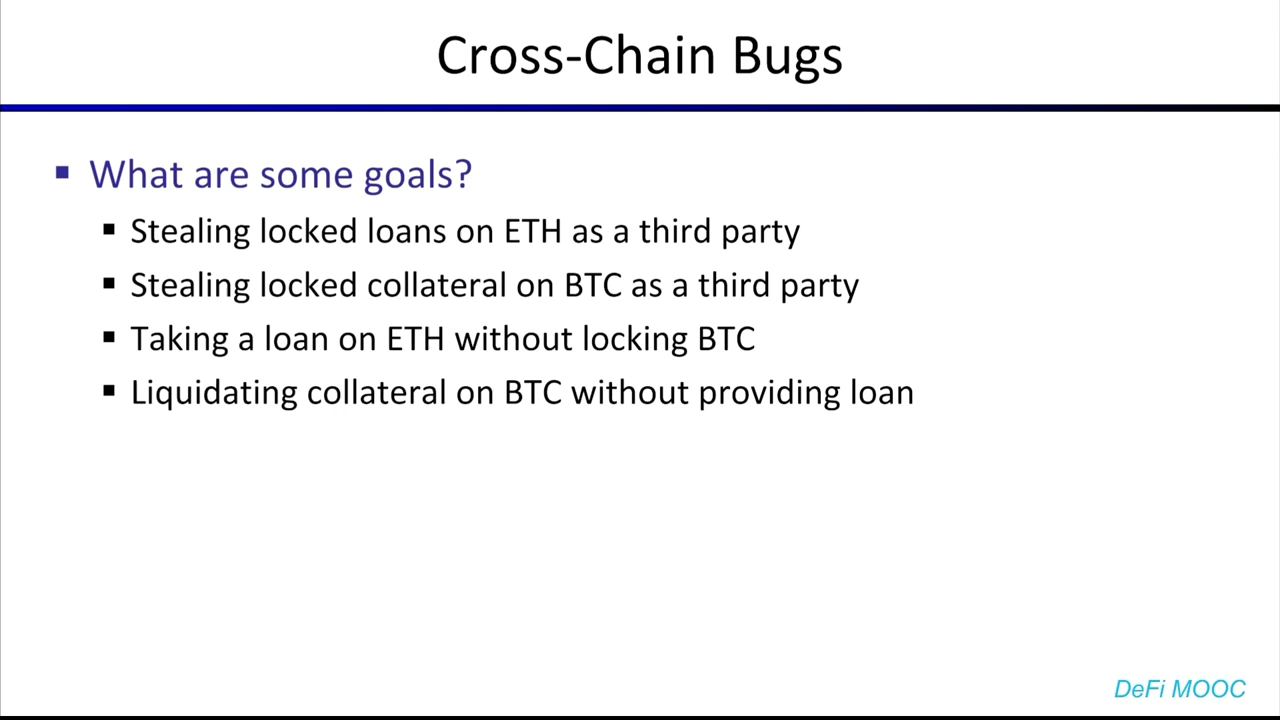 Cross-Chain Bugs
▪ What are some goals?
▪ Stealing locked loans on ETH as a third party
▪ Stealing locked collateral on BTC as a third party
▪ Taking a loan on ETH without locking BTC
▪ Liquidating collateral on BTC without providing loan
DeFi MOOC